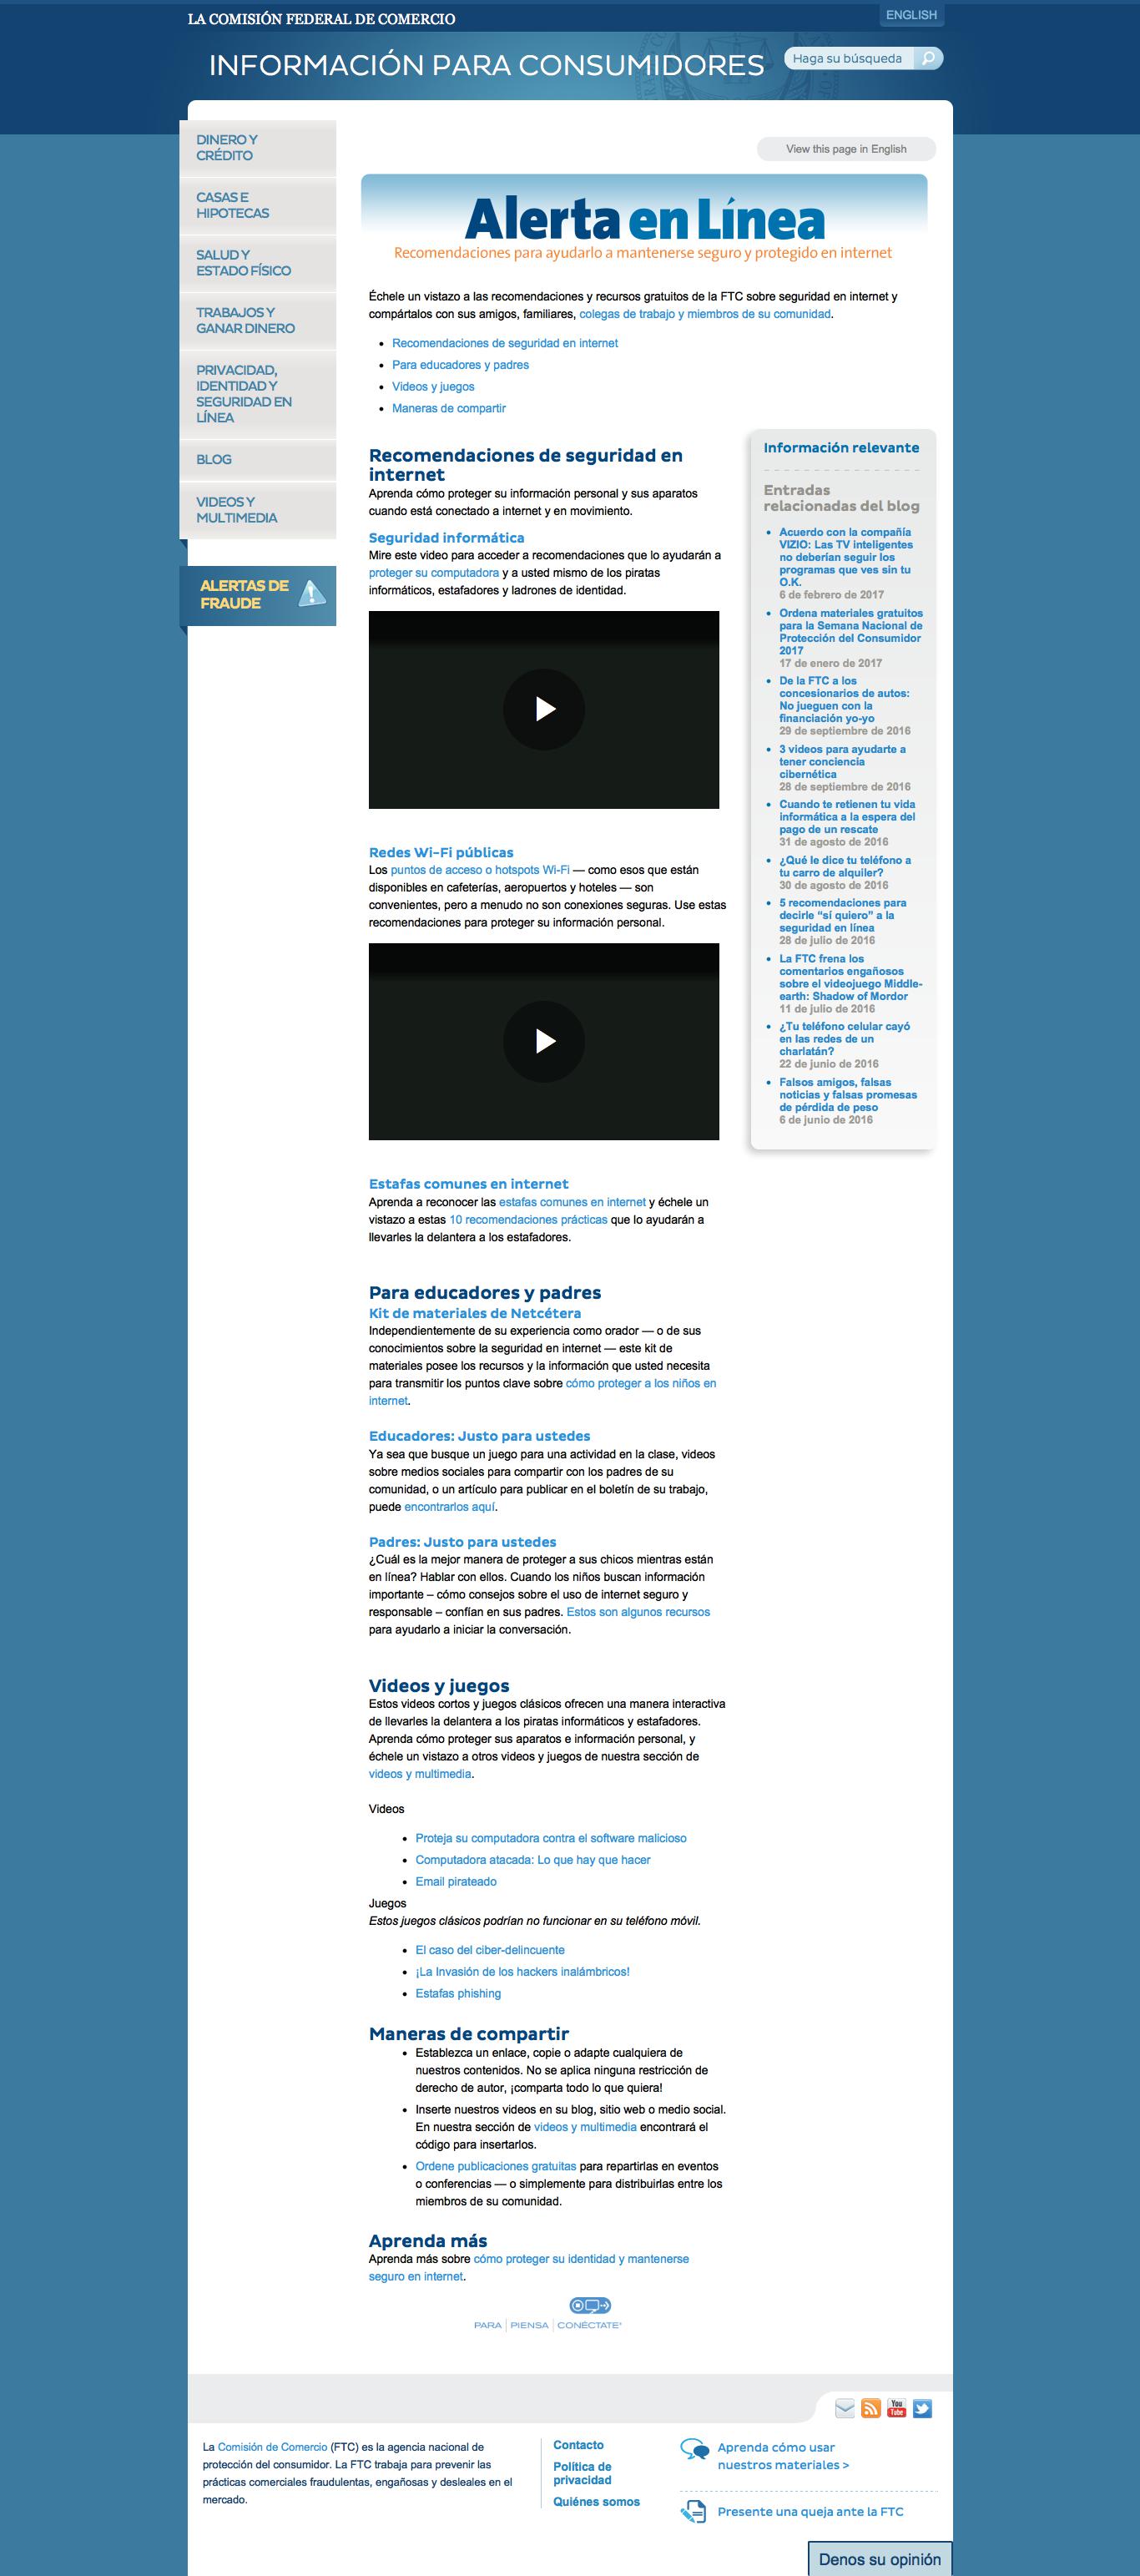 LA COMISIÓN FEDERAL DE COMERCIO
ENGLISH
INFORMACIÓN PARA CONSUMIDORES
Haga su búsqueda
DINERO Y
CRÉDITO
CASAS E
HIPOTECAS
SALUD Y
ESTADO FÍSICO
TRABAJOS Y
GANAR DINERO
PRIVACIDAD,
IDENTIDAD Y
SEGURIDAD EN
LÍNEA
BLOG
VIDEOS Y
MULTIMEDIA
ALERTAS DE
FRAUDE
View this page in English
Alerta en Línea
Recomendaciones para ayudarlo a mantenerse seguro y protegido en internet
Échele un vistazo a las recomendaciones y recursos gratuitos de la FTC sobre seguridad en internet y
compártalos con sus amigos, familiares, colegas de trabajo y miembros de su comunidad.
• Recomendaciones de seguridad en internet
• Para educadores y padres
• Videos y juegos
• Maneras de compartir
Recomendaciones de seguridad en
internet
Aprenda cómo proteger su información personal y sus aparatos
cuando está conectado a internet y en movimiento.
Seguridad informática
Mire este video para acceder a recomendaciones que lo ayudarán a
proteger su computadora y a usted mismo de los piratas
informáticos, estafadores y ladrones de identidad.
Redes Wi-Fi públicas
Los puntos de acceso o hotspots Wi-Fi — como esos que están
disponibles en cafeterías, aeropuertos y hoteles — son
convenientes, pero a menudo no son conexiones seguras. Use estas
recomendaciones para proteger su información personal.
Estafas comunes en internet
Aprenda a reconocer las estafas comunes en internet y échele un
vistazo a estas 10 recomendaciones prácticas que lo ayudarán a
llevarles la delantera a los estafadores.
Para educadores y padres
Kit de materiales de Netcétera
Independientemente de su experiencia como orador — o de sus
conocimientos sobre la seguridad en internet — este kit de
materiales posee los recursos y la información que usted necesita
para transmitir los puntos clave sobre cómo proteger a los niños en
internet.
Educadores: Justo para ustedes
Ya sea que busque un juego para una actividad en la clase, videos
sobre medios sociales para compartir con los padres de su
comunidad, o un artículo para publicar en el boletín de su trabajo,
puede encontrarlos aquí.
Padres: Justo para ustedes
¿Cuál es la mejor manera de proteger a sus chicos mientras están
en línea? Hablar con ellos. Cuando los niños buscan información
importante – cómo consejos sobre el uso de internet seguro y
responsable – confían en sus padres. Estos son algunos recursos
para ayudarlo a iniciar la conversación.
Videos y juegos
Estos videos cortos y juegos clásicos ofrecen una manera interactiva
de llevarles la delantera a los piratas informáticos y estafadores.
Aprenda cómo proteger sus aparatos e información personal, y
échele un vistazo a otros videos y juegos de nuestra sección de
videos y multimedia.
Videos
• Proteja su computadora contra el software malicioso
• Computadora atacada: Lo que hay que hacer
• Email pirateado
Juegos
Estos juegos clásicos podrían no funcionar en su teléfono móvil.
• El caso del ciber-delincuente
• ¡La Invasión de los hackers inalámbricos!
• Estafas phishing
Maneras de compartir
• Establezca un enlace, copie o adapte cualquiera de
nuestros contenidos. No se aplica ninguna restricción de
derecho de autor, ¡comparta todo lo que quiera!
• Inserte nuestros videos en su blog, sitio web o medio social.
En nuestra sección de videos y multimedia encontrará el
código para insertarlos.
• Ordene publicaciones gratuitas para repartirlas en eventos
o conferencias — o simplemente para distribuirlas entre los
miembros de su comunidad.
Aprenda más
Aprenda más sobre cómo proteger su identidad y mantenerse
seguro en internet.
PARA | PIENSA | CONÉCTATE
Información relevante
Entradas
relacionadas del blog
• Acuerdo con la compañía
VIZIO: Las TV inteligentes
no deberían seguir los
programas que ves sin tu
O.K.
6 de febrero de 2017
• Ordena materiales gratuitos
para la Semana Nacional de
Protección del Consumidor
2017
17 de enero de 2017
• De la FTC a los
concesionarios de autos:
No jueguen con la
financiación yo-yo
29 de septiembre de 2016
• 3 videos para ayudarte a
tener conciencia
cibernética
28 de septiembre de 2016
• Cuando te retienen tu vida
informática a la espera del
pago de un rescate
31 de agosto de 2016
• ¿Qué le dice tu teléfono a
tu carro de alquiler?
30 de agosto de 2016
• 5 recomendaciones para
decirle “sí quiero” a la
seguridad en línea
28 de julio de 2016
• La FTC frena los
comentarios engañosos
sobre el videojuego Middle-
earth: Shadow of Mordor
11 de julio de 2016
• ¿Tu teléfono celular cayó
en las redes de un
charlatán?
22 de junio de 2016
• Falsos amigos, falsas
noticias y falsas promesas
de pérdida de peso
6 de junio de 2016
You
Tube
La Comisión de Comercio (FTC) es la agencia nacional de
protección del consumidor. La FTC trabaja para prevenir las
prácticas comerciales fraudulentas, engañosas y desleales en el
mercado.
Contacto
Política de
privacidad
Quiénes somos
Aprenda cómo usar
nuestros materiales >
Presente una queja ante la FTC
Denos su opinión